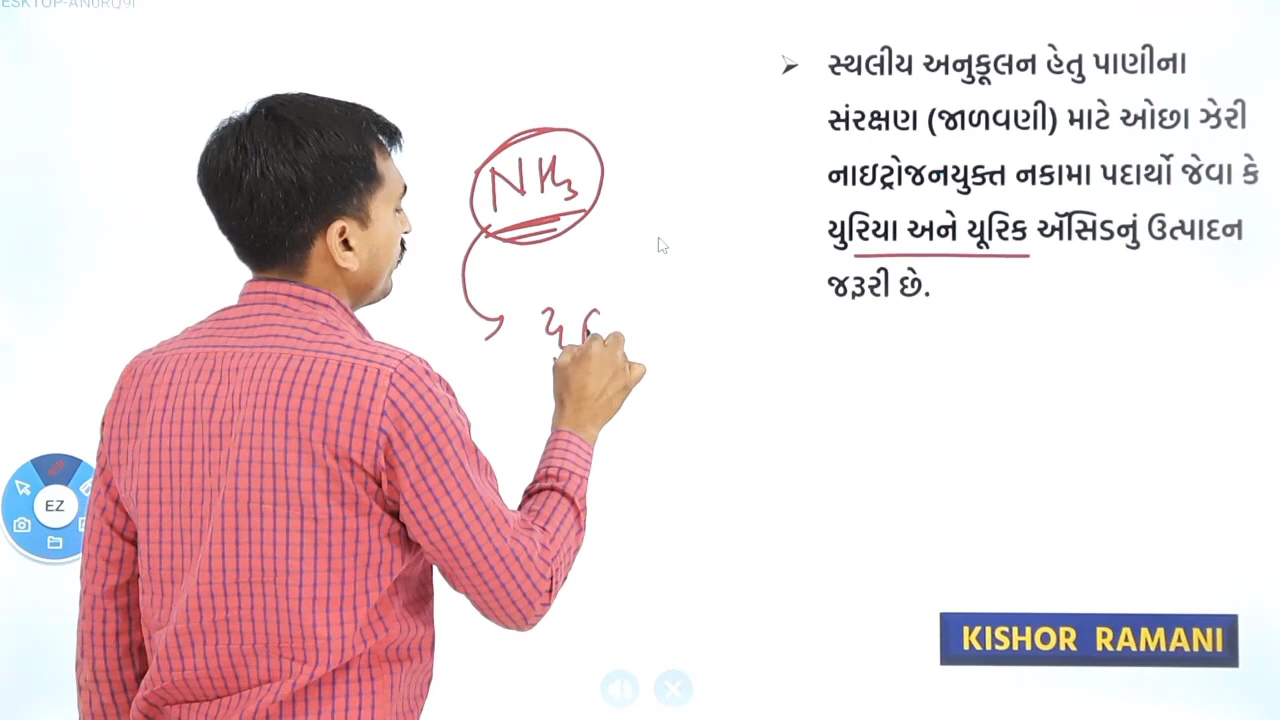 ESKTOP-AN0RQ9I
➢ સ્થલીય અનુકૂલન હેતુ પાણીના
સંરક્ષણ (જાળવણી) માટે ઓછા ઝેરી
નાઇટ્રોજનયુક્ત નકામા પદાર્થો જેવા કે
યુરિયા અને યૂરિક ઍસિડનું ઉત્પાદન
જરૂરી છે.
NH₃
EZ
KISHOR RAMANI